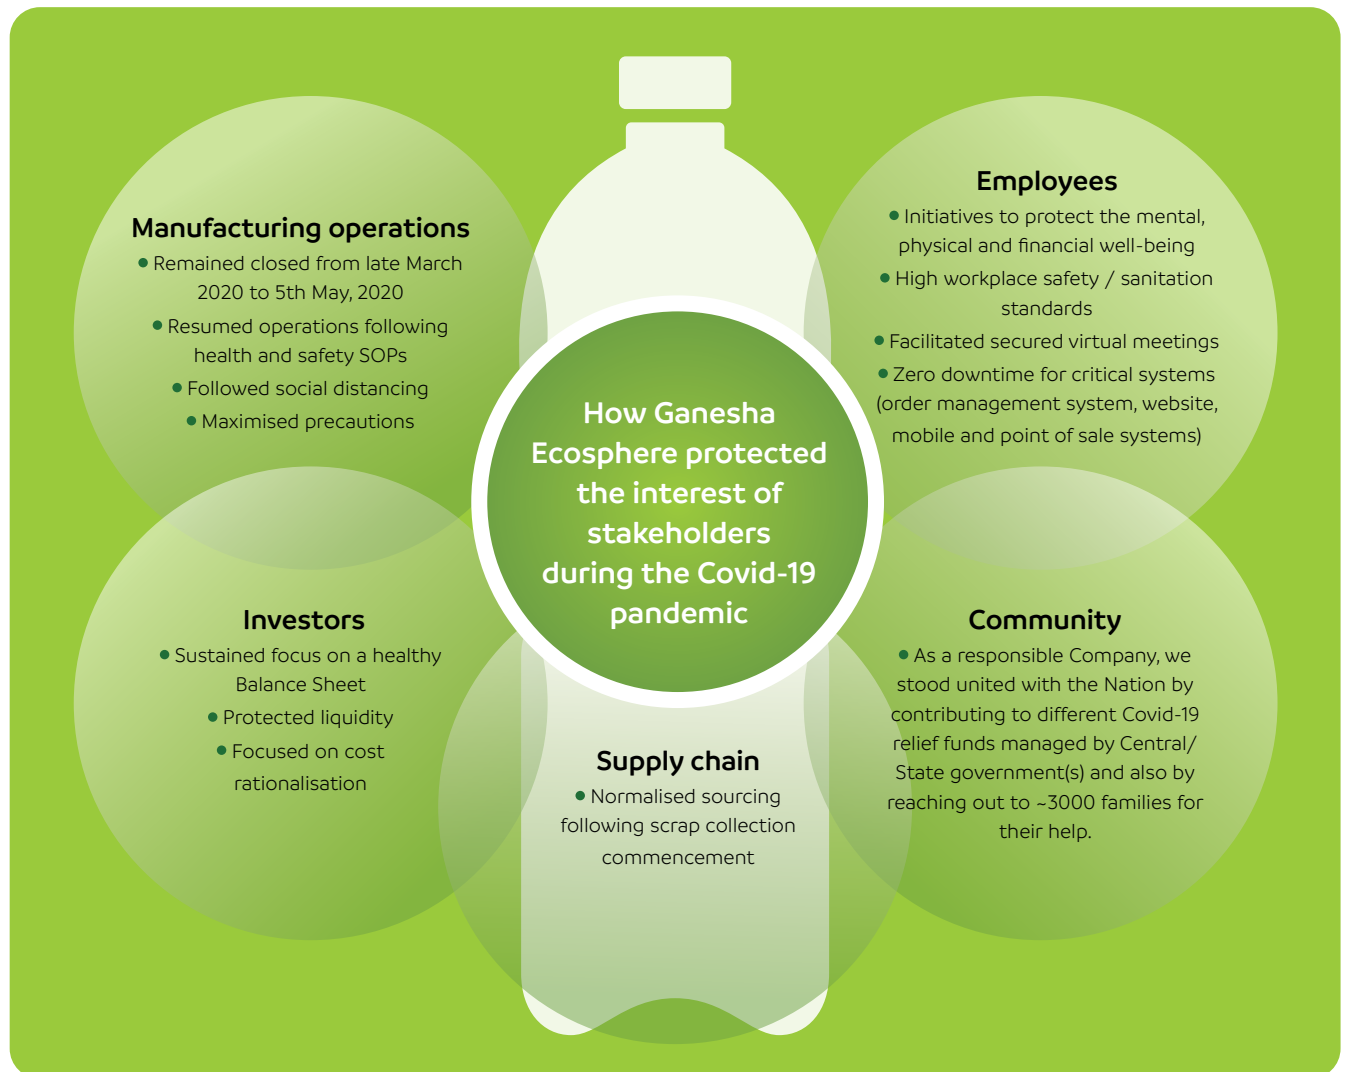 Manufacturing operations
• Remained closed from late March
2020 to 5th May, 2020
• Resumed operations following
health and safety SOPs
• Followed social distancing
• Maximised precautions
Employees
• Initiatives to protect the mental,
physical and financial well-being
• High workplace safety / sanitation
standards
• Facilitated secured virtual meetings
• Zero downtime for critical systems
(order management system, website,
mobile and point of sale systems)
How Ganesha
Ecosphere protected
the interest of
stakeholders
during the Covid-19
pandemic
Investors
• Sustained focus on a healthy
Balance Sheet
• Protected liquidity
• Focused on cost
rationalisation
Supply chain
• Normalised sourcing
following scrap collection
commencement
Community
• As a responsible Company, we
stood united with the Nation by
contributing to different Covid-19
relief funds managed by Central/
State government(s) and also by
reaching out to ~3000 families for
their help.